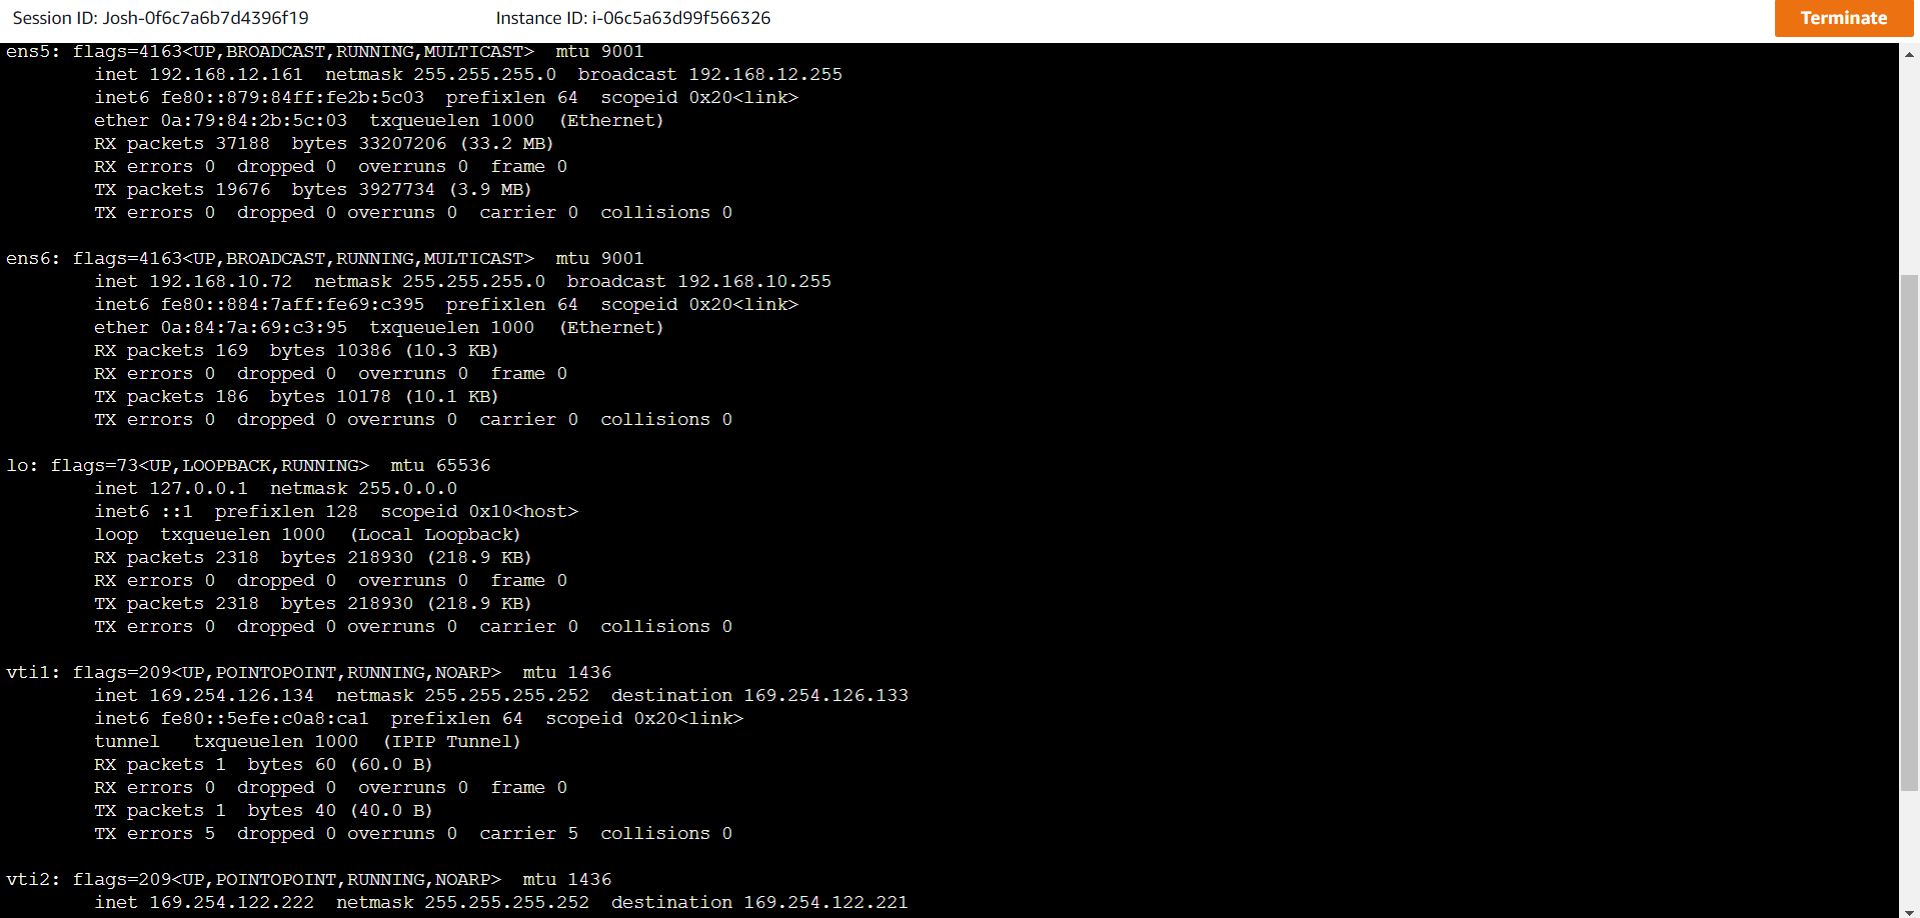 Session ID: Josh-0f6c7a6b7d4396f19 Instance ID: i-06c5a63d99f566326 Terminate
ens5: flags=4163<UP,BROADCAST,RUNNING,MULTICAST>  mtu 9001
        inet 192.168.12.161  netmask 255.255.255.0  broadcast 192.168.12.255
        inet6 fe80::879:84ff:fe2b:5c03  prefixlen 64  scopeid 0x20<link>
        ether 0a:79:84:2b:5c:03  txqueuelen 1000  (Ethernet)
        RX packets 37188  bytes 33207206 (33.2 MB)
        RX errors 0  dropped 0  overruns 0  frame 0
        TX packets 19676  bytes 3927734 (3.9 MB)
        TX errors 0  dropped 0 overruns 0  carrier 0  collisions 0

ens6: flags=4163<UP,BROADCAST,RUNNING,MULTICAST>  mtu 9001
        inet 192.168.10.72  netmask 255.255.255.0  broadcast 192.168.10.255
        inet6 fe80::884:7aff:fe69:c395  prefixlen 64  scopeid 0x20<link>
        ether 0a:84:7a:69:c3:95  txqueuelen 1000  (Ethernet)
        RX packets 169  bytes 10386 (10.3 KB)
        RX errors 0  dropped 0  overruns 0  frame 0
        TX packets 186  bytes 10178 (10.1 KB)
        TX errors 0  dropped 0 overruns 0  carrier 0  collisions 0

lo: flags=73<UP,LOOPBACK,RUNNING>  mtu 65536
        inet 127.0.0.1  netmask 255.0.0.0
        inet6 ::1  prefixlen 128  scopeid 0x10<host>
        loop  txqueuelen 1000  (Local Loopback)
        RX packets 2318  bytes 218930 (218.9 KB)
        RX errors 0  dropped 0  overruns 0  frame 0
        TX packets 2318  bytes 218930 (218.9 KB)
        TX errors 0  dropped 0 overruns 0  carrier 0  collisions 0

vti1: flags=209<UP,POINTOPOINT,RUNNING,NOARP>  mtu 1436
        inet 169.254.126.134  netmask 255.255.255.252  destination 169.254.126.133
        inet6 fe80::5efe:c0a8:ca1  prefixlen 64  scopeid 0x20<link>
        tunnel   txqueuelen 1000  (IPIP Tunnel)
        RX packets 1  bytes 60 (60.0 B)
        RX errors 0  dropped 0  overruns 0  frame 0
        TX packets 1  bytes 40 (40.0 B)
        TX errors 5  dropped 0 overruns 0  carrier 5  collisions 0

vti2: flags=209<UP,POINTOPOINT,RUNNING,NOARP>  mtu 1436
        inet 169.254.122.222  netmask 255.255.255.252  destination 169.254.122.221